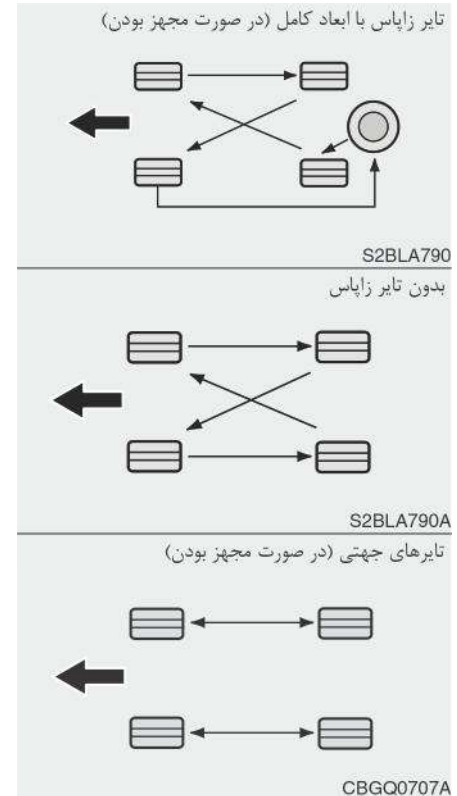 تایر زاپاس با ابعاد کامل (در صورت مجهز بودن)
S2BLA790
بدون تایر زاپاس
S2BLA790A
تایرهای جهتی (در صورت مجهز بودن)
CBGQ0707A